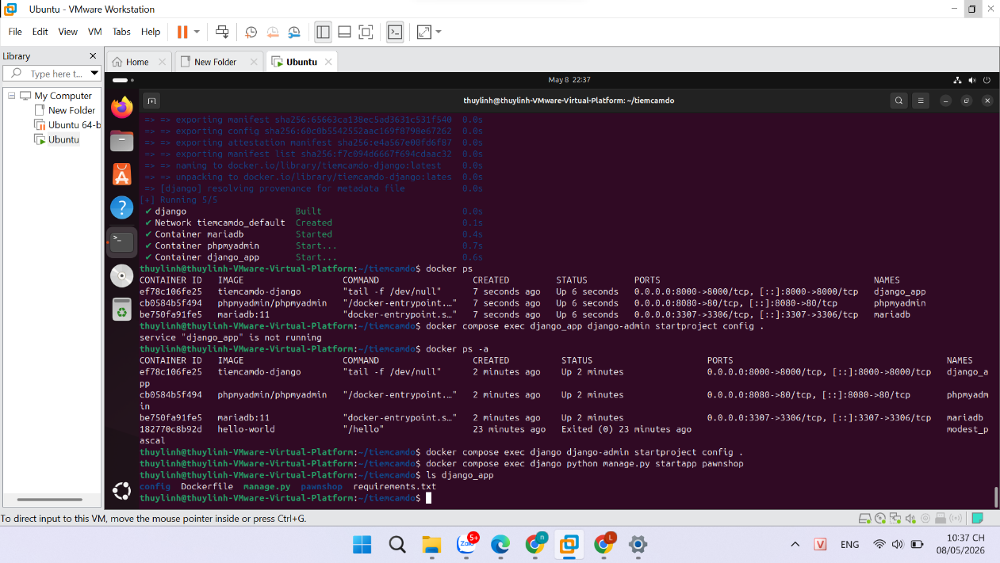 Ubuntu - VMware Workstation
File Edit View VM Tabs Help
Library
Type here t...
My Computer
New Folder
Ubuntu 64-b
Ubuntu
Home
New Folder
Ubuntu
May 8 22:37
thuylinh@thuylinh-VMware-Virtual-Platform: ~/tiemcamdo
=> => exporting manifest sha256:65663ca138ec5ad3631c531f540 0.0s
=> => exporting config sha256:60c0b5542552aac169f8798e67262 0.0s
=> => exporting attestation manifest sha256:e4a567e00fd6f87 0.0s
=> => exporting manifest list sha256:f7c094d6667f694cdaac32 0.0s
=> => naming to docker.io/library/tiemcamdo-django:latest 0.0s
=> => unpacking to docker.io/library/tiemcamdo-django:lates 0.0s
=> [django] resolving provenance for metadata file 0.0s
[+] Running 5/5
✔ django Built 0.0s
✔ Network tiemcamdo_default Created 0.1s
✔ Container mariadb Started 0.4s
✔ Container phpmyadmin Start... 0.7s
✔ Container django_app Start... 0.6s
thuylinh@thuylinh-VMware-Virtual-Platform:~/tiemcamdo$ docker ps
CONTAINER ID IMAGE COMMAND CREATED STATUS PORTS NAMES
ef78c106fe25 tiemcamdo-django "tail -f /dev/null" 7 seconds ago Up 6 seconds 0.0.0.0:8000->8000/tcp, [::]:8000->8000/tcp django_app
cb0584b5f494 phpmyadmin/phpmyadmin "/docker-entrypoint.…" 7 seconds ago Up 6 seconds 0.0.0.0:8080->80/tcp, [::]:8080->80/tcp phpmyadmin
be750fa91fe5 mariadb:11 "docker-entrypoint.s…" 7 seconds ago Up 6 seconds 0.0.0.0:3307->3306/tcp, [::]:3307->3306/tcp mariadb
thuylinh@thuylinh-VMware-Virtual-Platform:~/tiemcamdo$ docker compose exec django_app django-admin startproject config .
service "django_app" is not running
thuylinh@thuylinh-VMware-Virtual-Platform:~/tiemcamdo$ docker ps -a
CONTAINER ID IMAGE COMMAND CREATED STATUS PORTS NAMES
ef78c106fe25 tiemcamdo-django "tail -f /dev/null" 2 minutes ago Up 2 minutes 0.0.0.0:8000->8000/tcp, [::]:8000->8000/tcp django_a
pp
cb0584b5f494 phpmyadmin/phpmyadmin "/docker-entrypoint.…" 2 minutes ago Up 2 minutes 0.0.0.0:8080->80/tcp, [::]:8080->80/tcp phpmyadm
in
be750fa91fe5 mariadb:11 "docker-entrypoint.s…" 2 minutes ago Up 2 minutes 0.0.0.0:3307->3306/tcp, [::]:3307->3306/tcp mariadb
182770c8b92d hello-world "/hello" 23 minutes ago Exited (0) 23 minutes ago modest_p
ascal
thuylinh@thuylinh-VMware-Virtual-Platform:~/tiemcamdo$ docker compose exec django django-admin startproject config .
thuylinh@thuylinh-VMware-Virtual-Platform:~/tiemcamdo$ docker compose exec django python manage.py startapp pawnshop
thuylinh@thuylinh-VMware-Virtual-Platform:~/tiemcamdo$ ls django_app
config Dockerfile manage.py pawnshop requirements.txt
thuylinh@thuylinh-VMware-Virtual-Platform:~/tiemcamdo$
To direct input to this VM, move the mouse pointer inside or press Ctrl+G.
Zalo 5+
n
L
V
ENG
10:37 CH
08/05/2026